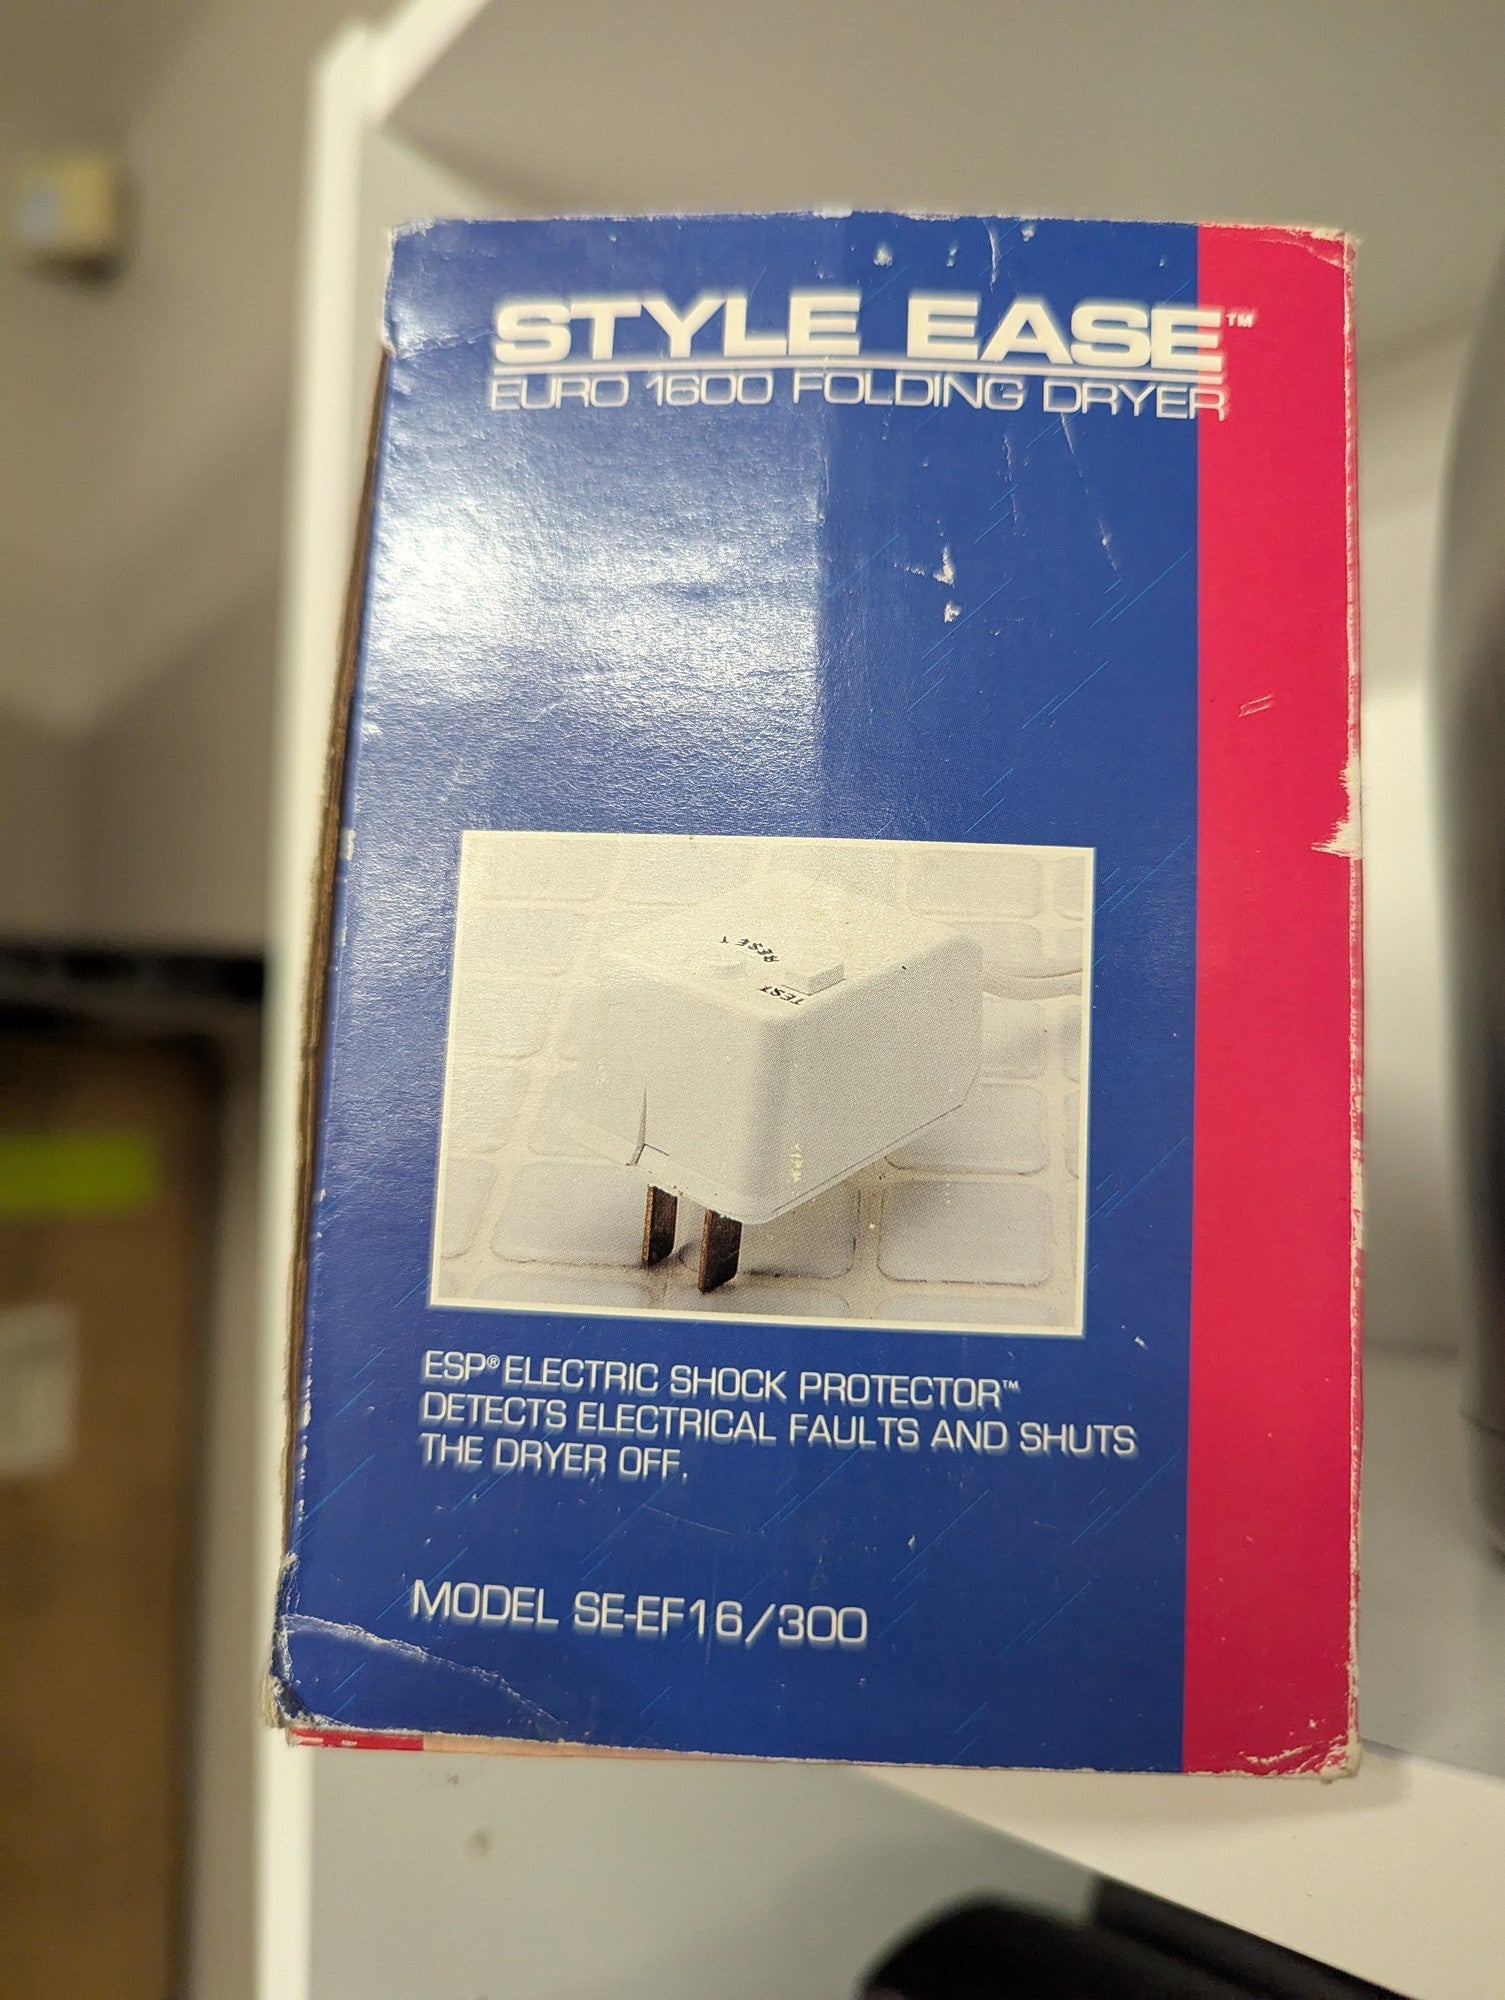 STYLE EASE™
EURO 1600 FOLDING DRYER
RESET
TEST
ESP® ELECTRIC SHOCK PROTECTOR™
DETECTS ELECTRICAL FAULTS AND SHUTS
THE DRYER OFF.
MODEL SE-EF16/300